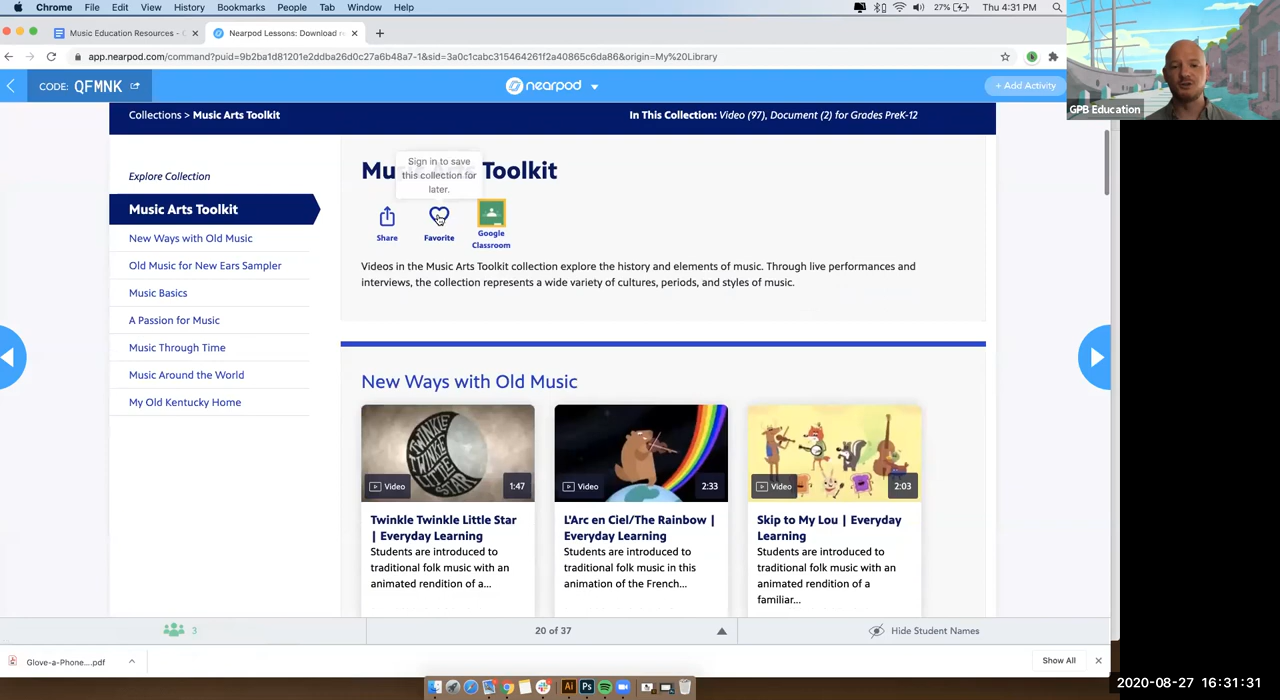 Chrome File Edit View History Bookmarks People Tab Window Help
27% Thu 4:31 PM
Music Education Resources - G
Nearpod Lessons: Download r
app.nearpod.com/command?puid=9b2ba1d81201e2ddba26d0c27a6b48a7-1&sid=3a0c1cabc315464261f2a40865c6da86&origin=My%20Library
CODE: QFMNK
nearpod
+ Add Activity
GPB Education
Collections > Music Arts Toolkit
In This Collection: Video (97), Document (2) for Grades PreK-12
Explore Collection
Music Arts Toolkit
New Ways with Old Music
Old Music for New Ears Sampler
Music Basics
A Passion for Music
Music Through Time
Music Around the World
My Old Kentucky Home
Mu Toolkit
Sign in to save
this collection for
later.
Share
Favorite
Google
Classroom
Videos in the Music Arts Toolkit collection explore the history and elements of music. Through live performances and
interviews, the collection represents a wide variety of cultures, periods, and styles of music.
New Ways with Old Music
TWINKLE TWINKLE LITTLE STAR
Video 1:47
Video 2:33
Video 2:03
Twinkle Twinkle Little Star
| Everyday Learning
Students are introduced to
traditional folk music with an
animated rendition of a...
L'Arc en Ciel/The Rainbow |
Everyday Learning
Students are introduced to
traditional folk music in this
animation of the French...
Skip to My Lou | Everyday
Learning
Students are introduced to
traditional folk music with an
animated rendition of a
familiar...
3
20 of 37
Hide Student Names
Glove-a-Phone....pdf
Show All
Ai Ps
2020-08-27 16:31:31